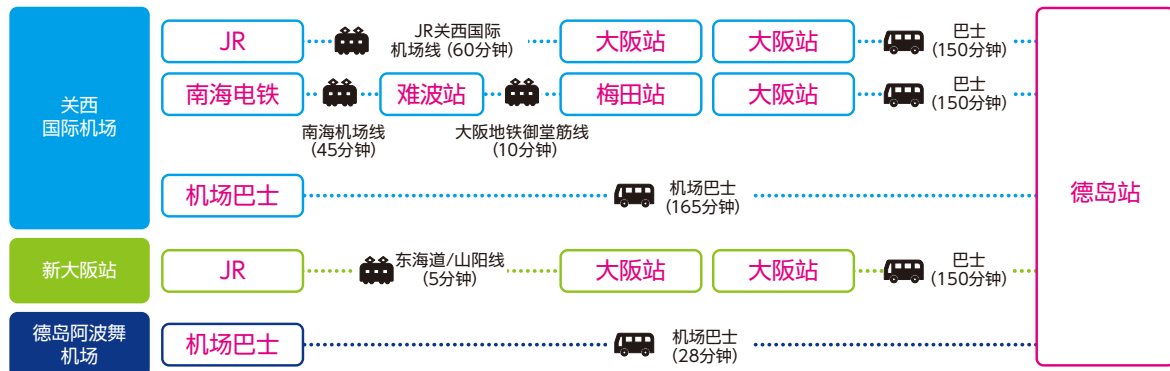 关西
国际机场
JR
JR关西国际
机场线 (60分钟)
大阪站
大阪站
巴士
(150分钟)
南海电铁
南海机场线
(45分钟)
难波站
大阪地铁御堂筋线
(10分钟)
梅田站
大阪站
巴士
(150分钟)
机场巴士
机场巴士
(165分钟)
新大阪站
JR
东海道/山阳线
(5分钟)
大阪站
大阪站
巴士
(150分钟)
德岛阿波舞
机场
机场巴士
机场巴士
(28分钟)
德岛站